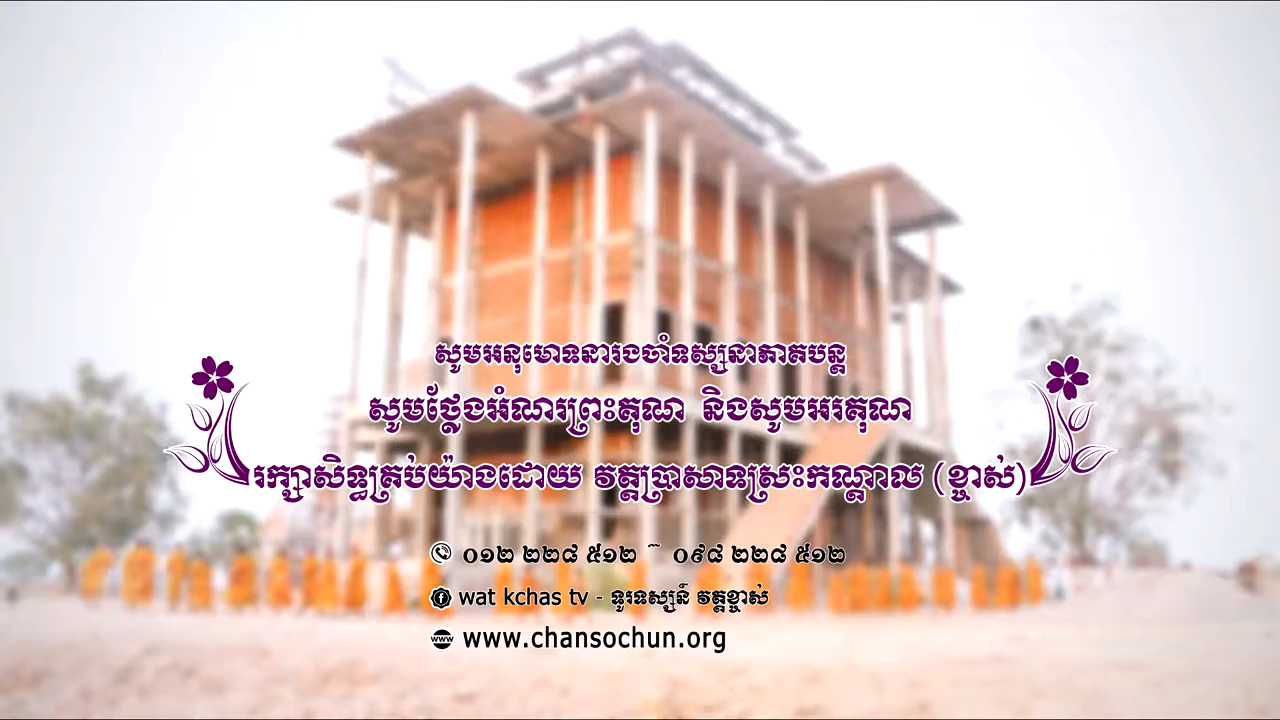 សូមអនុមោទនារងចាំទស្សនាភាគបន្ត
សូមថ្លែងអំណរព្រះគុណ និងសូមអរគុណ
រក្សាសិទ្ធគ្រប់យ៉ាងដោយ វត្តប្រាសាទស្រះកណ្ដាល (ខ្ចាស់)
០១២ ២២៨ ៥១២ ~ ០៩៨ ២២៨ ៥១២
wat kchas tv - ទូរទស្សន៍ វត្តខ្ចាស់
www www.chansochun.org